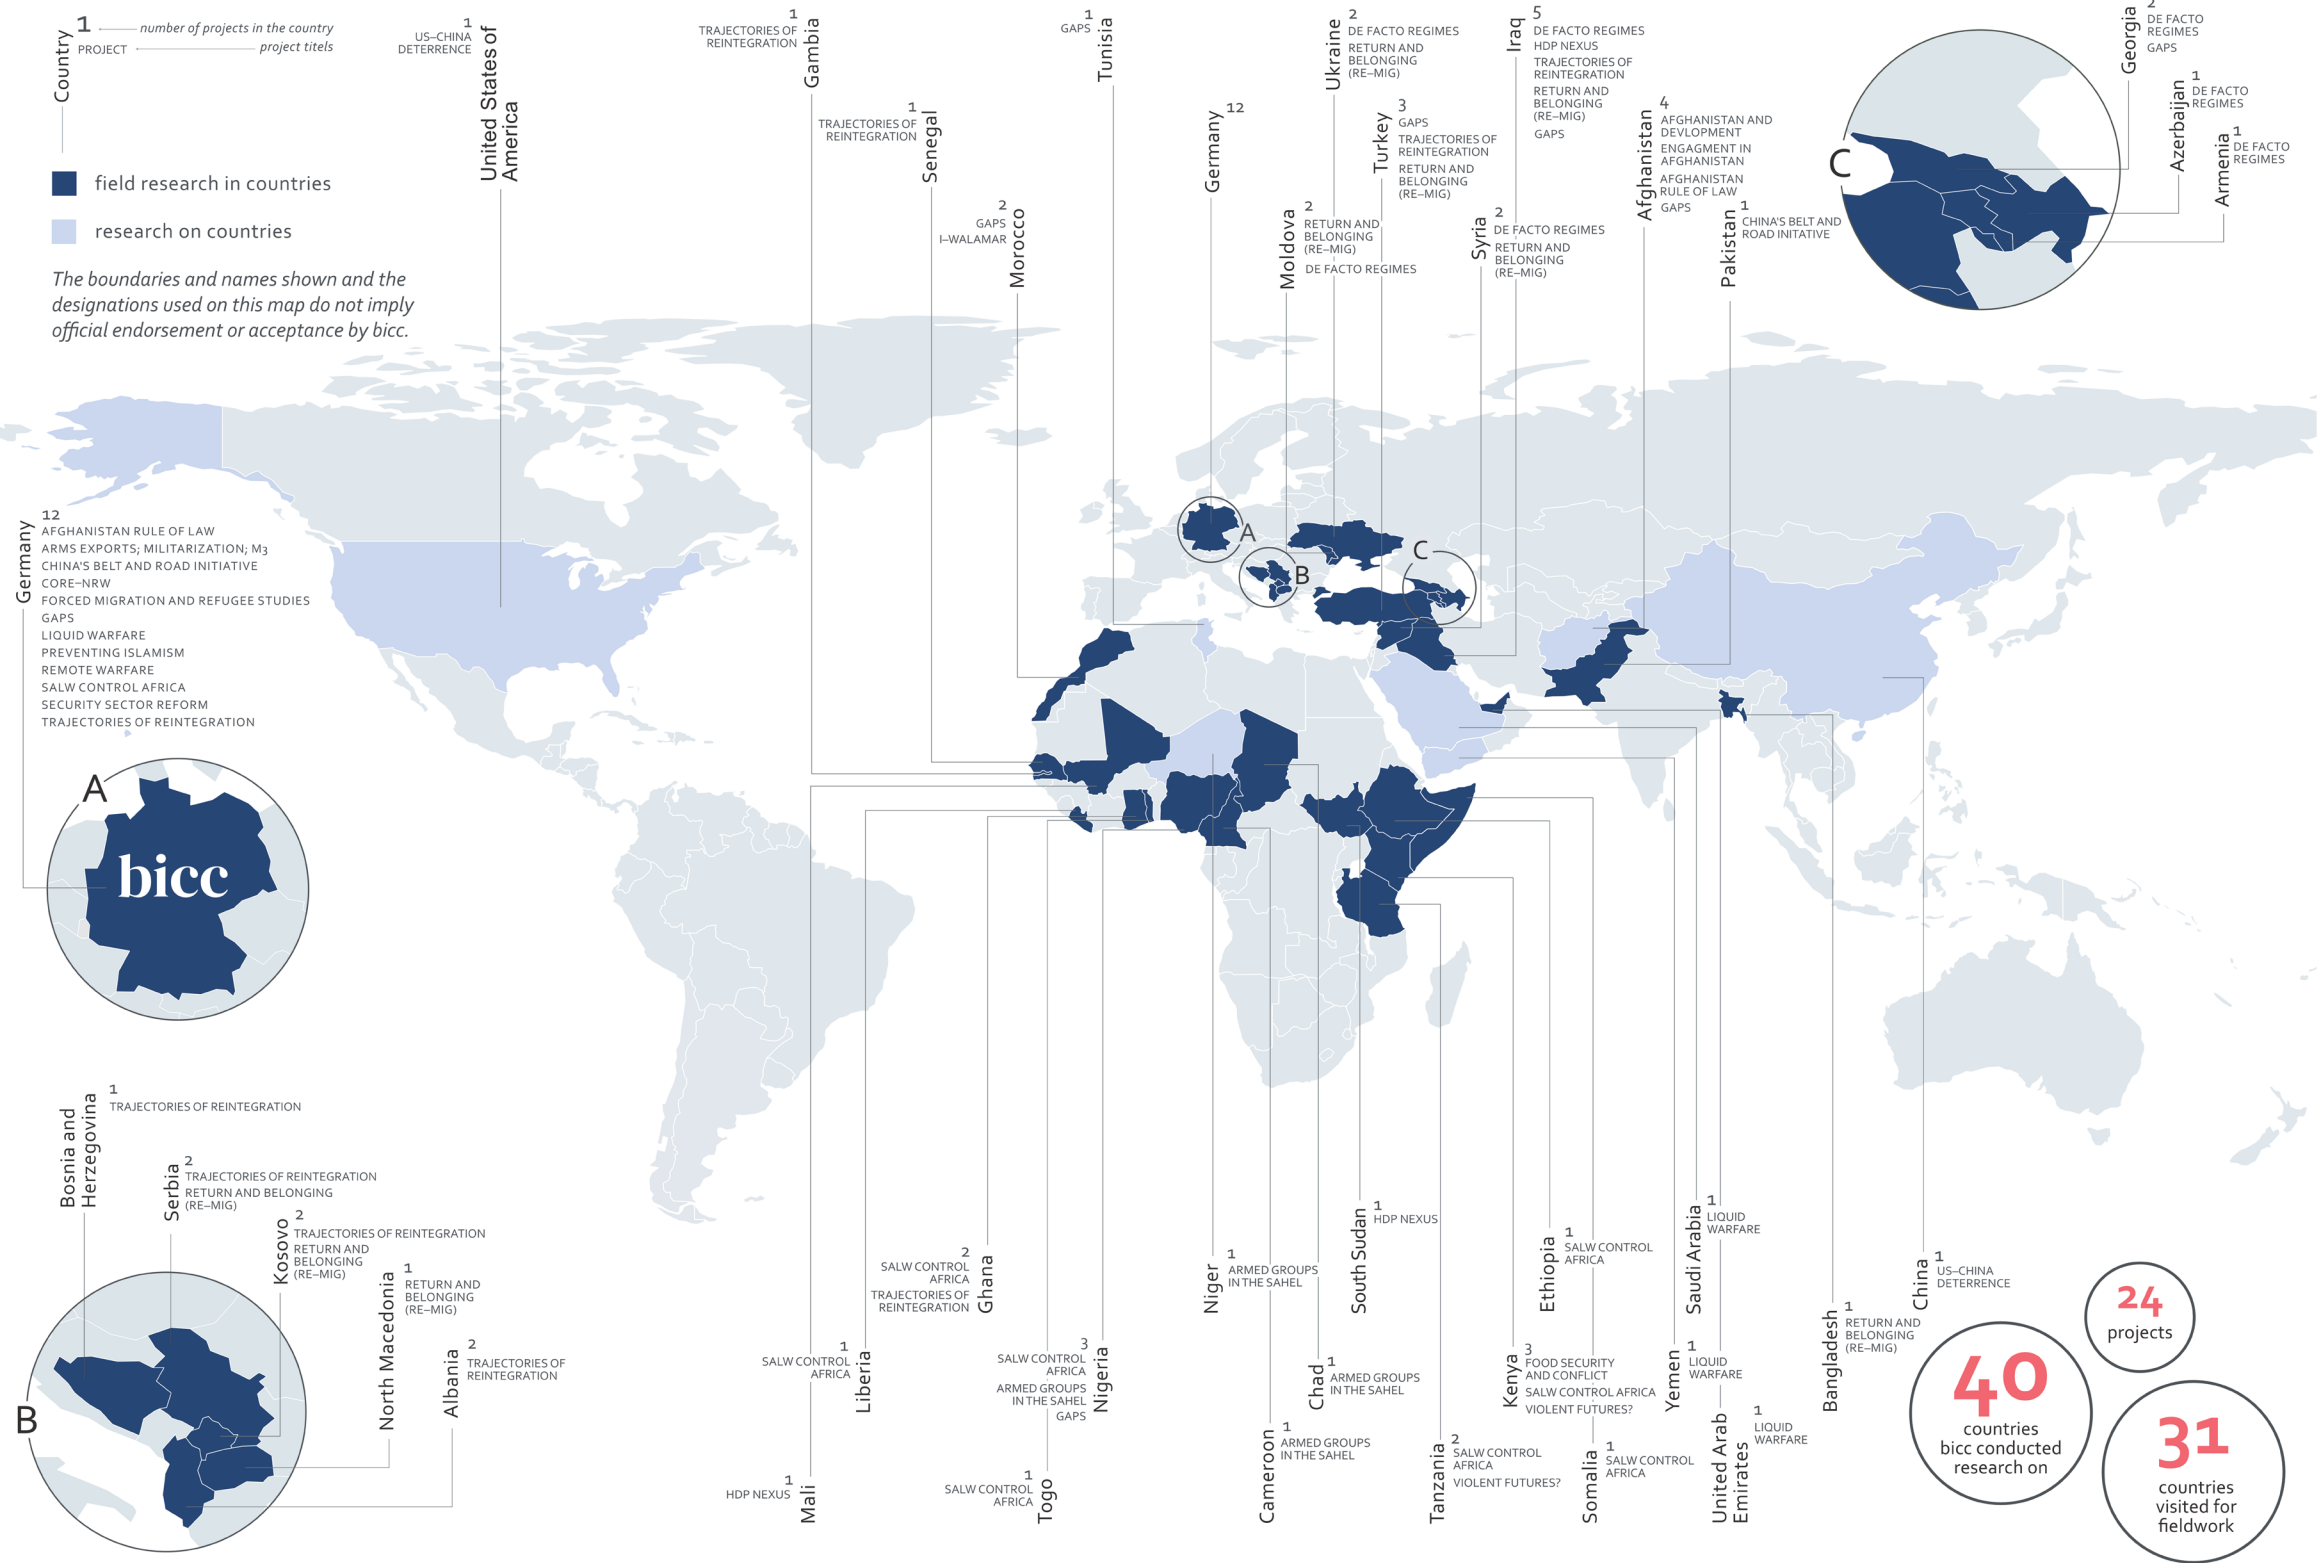 Country
1
number of projects in the country
PROJECT
project titels
field research in countries
research on countries
The boundaries and names shown and the
designations used on this map do not imply
official endorsement or acceptance by bicc.
United States of
America
1
US–CHINA
DETERRENCE
Gambia
1
TRAJECTORIES OF
REINTEGRATION
Senegal
1
TRAJECTORIES OF
REINTEGRATION
Morocco
2
GAPS
I–WALAMAR
Tunisia
1
GAPS
Germany
12
Ukraine
2
DE FACTO REGIMES
RETURN AND
BELONGING
(RE–MIG)
Turkey
3
GAPS
TRAJECTORIES OF
REINTEGRATION
RETURN AND
BELONGING
(RE–MIG)
Moldova
2
RETURN AND
BELONGING
(RE–MIG)
DE FACTO REGIMES
Iraq
5
DE FACTO REGIMES
HDP NEXUS
TRAJECTORIES OF
REINTEGRATION
RETURN AND
BELONGING
(RE–MIG)
GAPS
Syria
2
DE FACTO REGIMES
RETURN AND
BELONGING
(RE–MIG)
Afghanistan
4
AFGHANISTAN AND
DEVLOPMENT
ENGAGMENT IN
AFGHANISTAN
AFGHANISTAN
RULE OF LAW
GAPS
Pakistan
1
CHINA'S BELT AND
ROAD INITATIVE
C
Georgia
2
DE FACTO
REGIMES
GAPS
Azerbaijan
1
DE FACTO
REGIMES
Armenia
1
DE FACTO
REGIMES
A
B
C
Germany
12
AFGHANISTAN RULE OF LAW
ARMS EXPORTS; MILITARIZATION; M3
CHINA'S BELT AND ROAD INITIATIVE
CORE–NRW
FORCED MIGRATION AND REFUGEE STUDIES
GAPS
LIQUID WARFARE
PREVENTING ISLAMISM
REMOTE WARFARE
SALW CONTROL AFRICA
SECURITY SECTOR REFORM
TRAJECTORIES OF REINTEGRATION
A
bicc
Bosnia and
Herzegovina
1
TRAJECTORIES OF REINTEGRATION
Serbia
2
TRAJECTORIES OF REINTEGRATION
RETURN AND BELONGING
(RE–MIG)
Kosovo
2
TRAJECTORIES OF REINTEGRATION
RETURN AND
BELONGING
(RE–MIG)
North Macedonia
1
RETURN AND
BELONGING
(RE–MIG)
Albania
2
TRAJECTORIES OF
REINTEGRATION
B
Mali
1
HDP NEXUS
Liberia
1
SALW CONTROL
AFRICA
Ghana
2
SALW CONTROL
AFRICA
TRAJECTORIES OF
REINTEGRATION
Togo
1
SALW CONTROL
AFRICA
Nigeria
3
SALW CONTROL
AFRICA
ARMED GROUPS
IN THE SAHEL
GAPS
Niger
1
ARMED GROUPS
IN THE SAHEL
Cameroon
1
ARMED GROUPS
IN THE SAHEL
Chad
1
ARMED GROUPS
IN THE SAHEL
South Sudan
1
HDP NEXUS
Tanzania
2
SALW CONTROL
AFRICA
VIOLENT FUTURES?
Kenya
3
FOOD SECURITY
AND CONFLICT
SALW CONTROL AFRICA
VIOLENT FUTURES?
Ethiopia
1
SALW CONTROL
AFRICA
Somalia
1
SALW CONTROL
AFRICA
Yemen
1
LIQUID
WARFARE
Saudi Arabia
1
LIQUID
WARFARE
United Arab
Emirates
1
LIQUID
WARFARE
Bangladesh
1
RETURN AND
BELONGING
(RE–MIG)
China
1
US–CHINA
DETERRENCE
24
projects
40
countries
bicc conducted
research on
31
countries
visited for
fieldwork